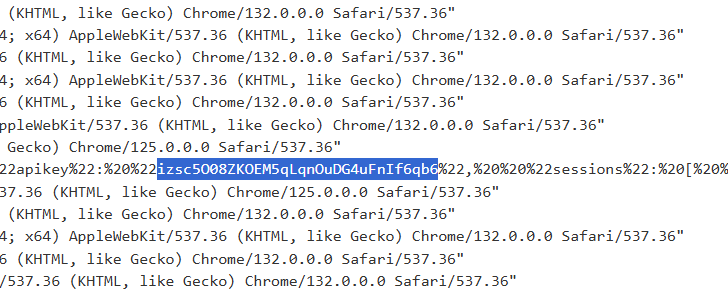 (KHTML, like Gecko) Chrome/132.0.0.0 Safari/537.36"
4; x64) AppleWebKit/537.36 (KHTML, like Gecko) Chrome/132.0.0.0 Safari/537.36"
6 (KHTML, like Gecko) Chrome/132.0.0.0 Safari/537.36"
4; x64) AppleWebKit/537.36 (KHTML, like Gecko) Chrome/132.0.0.0 Safari/537.36"
6 (KHTML, like Gecko) Chrome/132.0.0.0 Safari/537.36"
ppleWebKit/537.36 (KHTML, like Gecko) Chrome/132.0.0.0 Safari/537.36"
Gecko) Chrome/125.0.0.0 Safari/537.36"
22apikey%22:%20%22izsc5O08ZKOEM5qLqnOuDG4uFnIf6qb6%22,%20%20%22sessions%22:%20[%20%
37.36 (KHTML, like Gecko) Chrome/132.0.0.0 Safari/537.36"
6 (KHTML, like Gecko) Chrome/132.0.0.0 Safari/537.36"
4; x64) AppleWebKit/537.36 (KHTML, like Gecko) Chrome/132.0.0.0 Safari/537.36"
6 (KHTML, like Gecko) Chrome/132.0.0.0 Safari/537.36"
/537.36 (KHTML, like Gecko) Chrome/132.0.0.0 Safari/537.36"